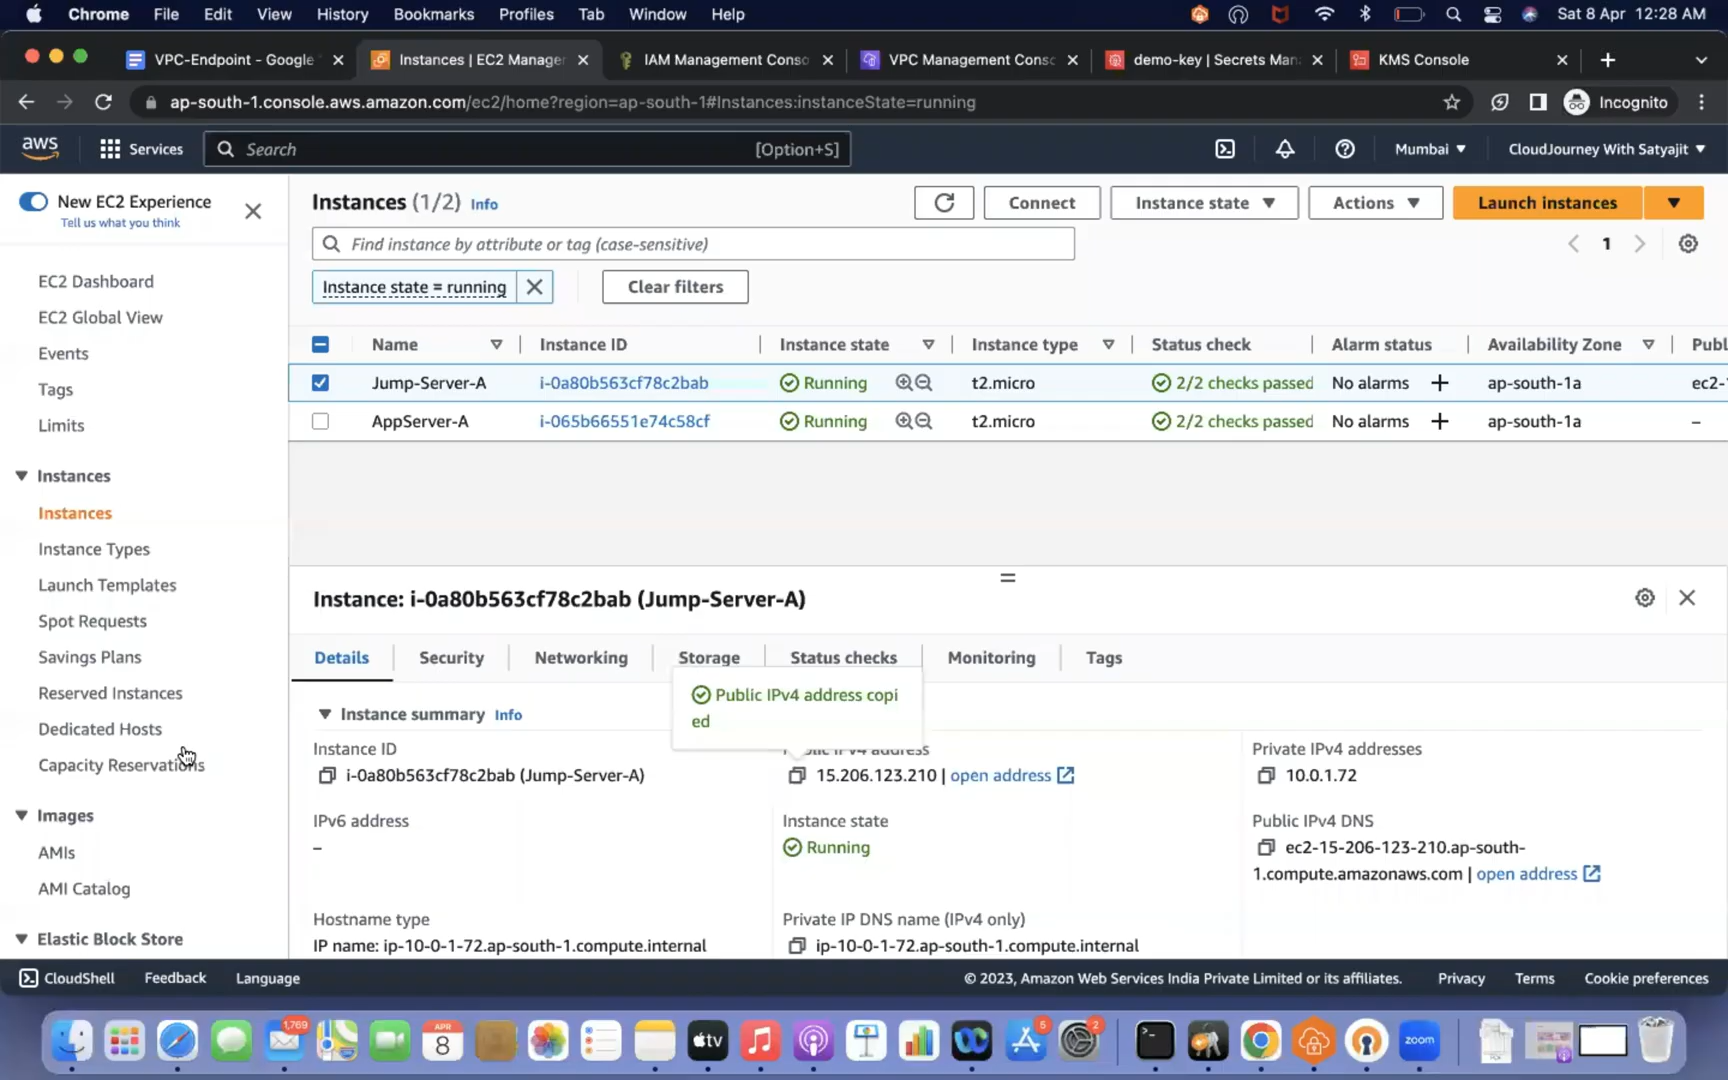 Chrome File Edit View History Bookmarks Profiles Tab Window Help Sat 8 Apr 12:28 AM
VPC-Endpoint - Google Instances | EC2 Manager IAM Management Conso VPC Management Consc demo-key | Secrets Man KMS Console
ap-south-1.console.aws.amazon.com/ec2/home?region=ap-south-1#Instances:instanceState=running Incognito
aws Services Search [Option+S] Mumbai CloudJourney With Satyajit
New EC2 Experience
Tell us what you think
EC2 Dashboard
EC2 Global View
Events
Tags
Limits
Instances
Instances
Instance Types
Launch Templates
Spot Requests
Savings Plans
Reserved Instances
Dedicated Hosts
Capacity Reservations
Images
AMIs
AMI Catalog
Elastic Block Store
Instances (1/2) Info Connect Instance state Actions Launch instances
Find instance by attribute or tag (case-sensitive) 1
Instance state = running Clear filters
Name Instance ID Instance state Instance type Status check Alarm status Availability Zone Publ
Jump-Server-A i-0a80b563cf78c2bab Running t2.micro 2/2 checks passed No alarms + ap-south-1a ec2-
AppServer-A i-065b66551e74c58cf Running t2.micro 2/2 checks passed No alarms + ap-south-1a –
Instance: i-0a80b563cf78c2bab (Jump-Server-A)
Details Security Networking Storage Status checks Monitoring Tags
Public IPv4 address copi
ed
Instance summary Info
Instance ID
i-0a80b563cf78c2bab (Jump-Server-A)
Public IPv4 address
15.206.123.210 | open address
Private IPv4 addresses
10.0.1.72
IPv6 address
–
Instance state
Running
Public IPv4 DNS
ec2-15-206-123-210.ap-south-
1.compute.amazonaws.com | open address
Hostname type
IP name: ip-10-0-1-72.ap-south-1.compute.internal
Private IP DNS name (IPv4 only)
ip-10-0-1-72.ap-south-1.compute.internal
CloudShell Feedback Language © 2023, Amazon Web Services India Private Limited or its affiliates. Privacy Terms Cookie preferences
1,769
APR
8
tv
5
2
zoom